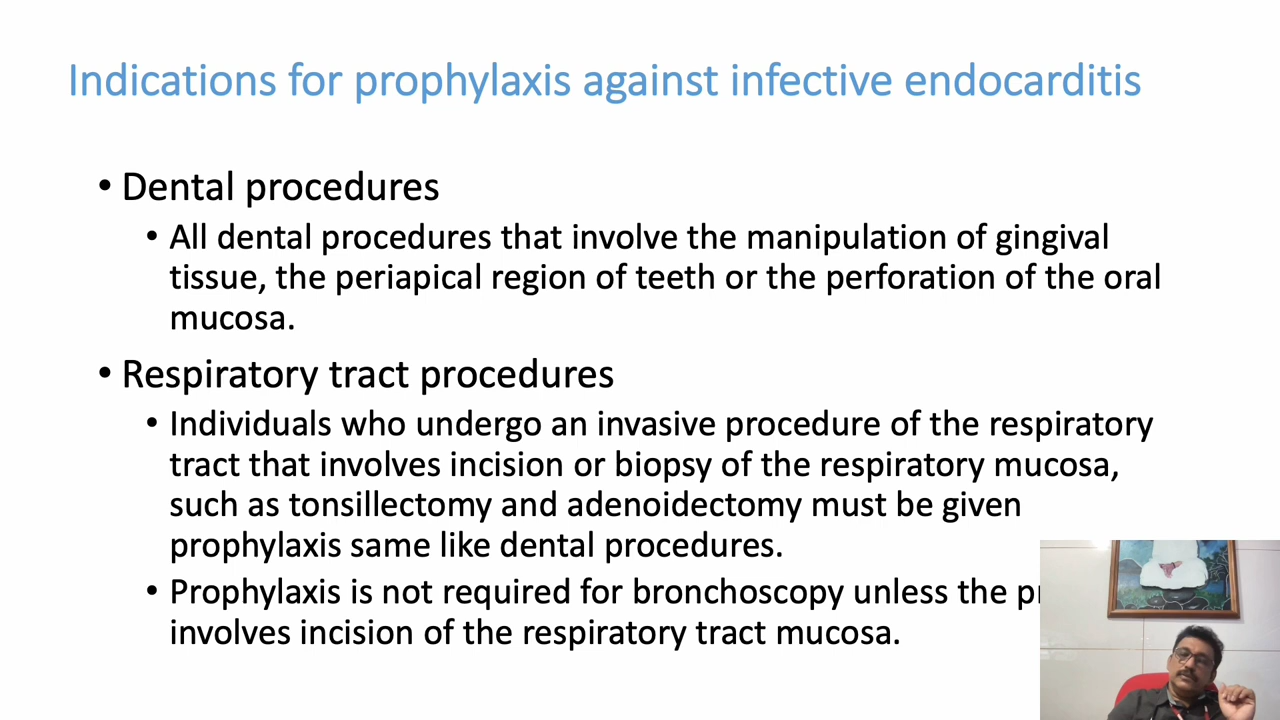 Indications for prophylaxis against infective endocarditis
• Dental procedures
• All dental procedures that involve the manipulation of gingival
tissue, the periapical region of teeth or the perforation of the oral
mucosa.
• Respiratory tract procedures
• Individuals who undergo an invasive procedure of the respiratory
tract that involves incision or biopsy of the respiratory mucosa,
such as tonsillectomy and adenoidectomy must be given
prophylaxis same like dental procedures.
• Prophylaxis is not required for bronchoscopy unless the
involves incision of the respiratory tract mucosa.